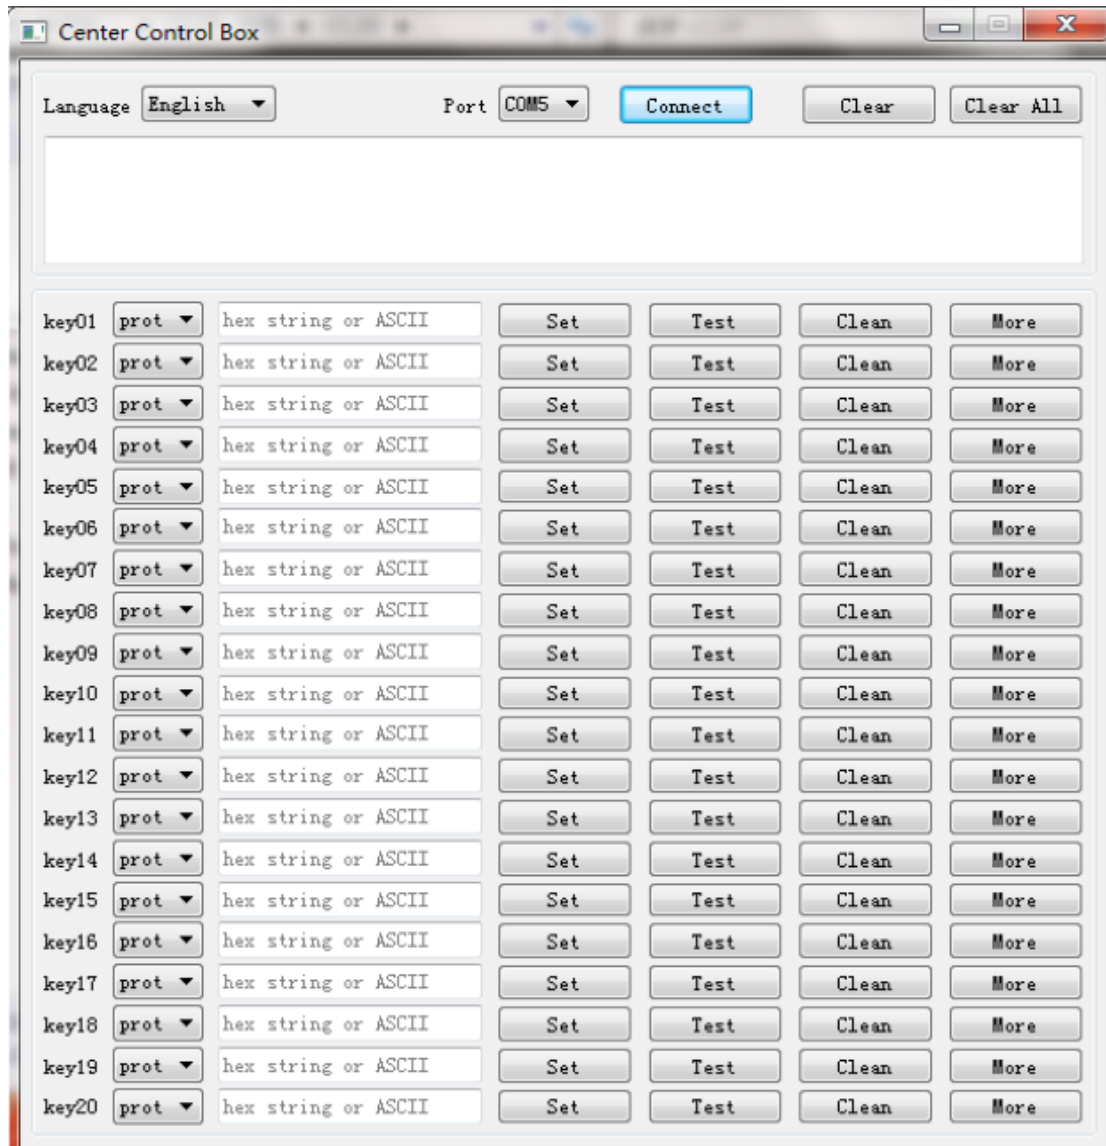 Center Control Box
Language English Port COM5 Connect Clear Clear All
key01 prot hex string or ASCII Set Test Clean More
key02 prot hex string or ASCII Set Test Clean More
key03 prot hex string or ASCII Set Test Clean More
key04 prot hex string or ASCII Set Test Clean More
key05 prot hex string or ASCII Set Test Clean More
key06 prot hex string or ASCII Set Test Clean More
key07 prot hex string or ASCII Set Test Clean More
key08 prot hex string or ASCII Set Test Clean More
key09 prot hex string or ASCII Set Test Clean More
key10 prot hex string or ASCII Set Test Clean More
key11 prot hex string or ASCII Set Test Clean More
key12 prot hex string or ASCII Set Test Clean More
key13 prot hex string or ASCII Set Test Clean More
key14 prot hex string or ASCII Set Test Clean More
key15 prot hex string or ASCII Set Test Clean More
key16 prot hex string or ASCII Set Test Clean More
key17 prot hex string or ASCII Set Test Clean More
key18 prot hex string or ASCII Set Test Clean More
key19 prot hex string or ASCII Set Test Clean More
key20 prot hex string or ASCII Set Test Clean More